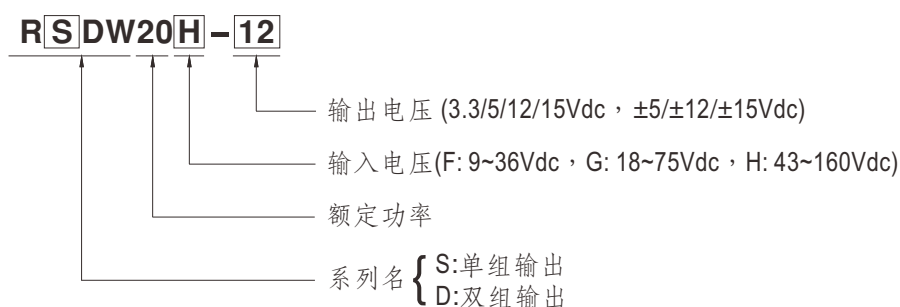 RSDW20H-12
输出电压 (3.3/5/12/15Vdc，±5/±12/±15Vdc)
输入电压(F: 9~36Vdc，G: 18~75Vdc，H: 43~160Vdc)
额定功率
系列名 { S:单组输出
D:双组输出